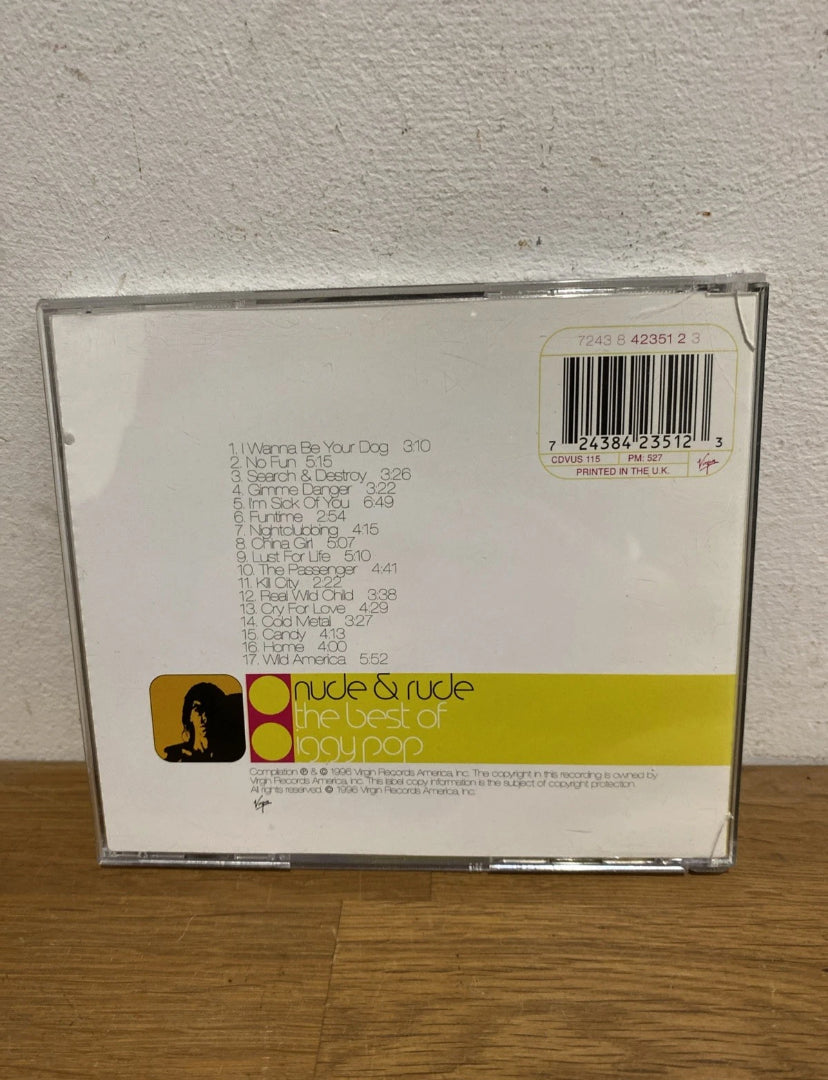 7243 8 42351 2 3
7 24384 23512 3
CDVUS 115 PM: 527 Virgin
PRINTED IN THE U.K.
1. I Wanna Be Your Dog 3:10
2. No Fun 5:15
3. Search & Destroy 3:26
4. Gimme Danger 3:22
5. I'm Sick Of You 6:49
6. Funtime 2:54
7. Nightclubbing 4:15
8. China Girl 5:07
9. Lust For Life 5:10
10. The Passenger 4:41
11. Kill City 2:22
12. Real Wild Child 3:38
13. Cry For Love 4:29
14. Cold Metal 3:27
15. Candy 4:13
16. Home 4:00
17. Wild America 5:52
nude & rude
the best of
iggy pop
Compilation ℗ & © 1996 Virgin Records America, Inc. The copyright in this recording is owned by
Virgin Records America, Inc. This label copy information is the subject of copyright protection.
All rights reserved. © 1996 Virgin Records America, Inc.
Virgin